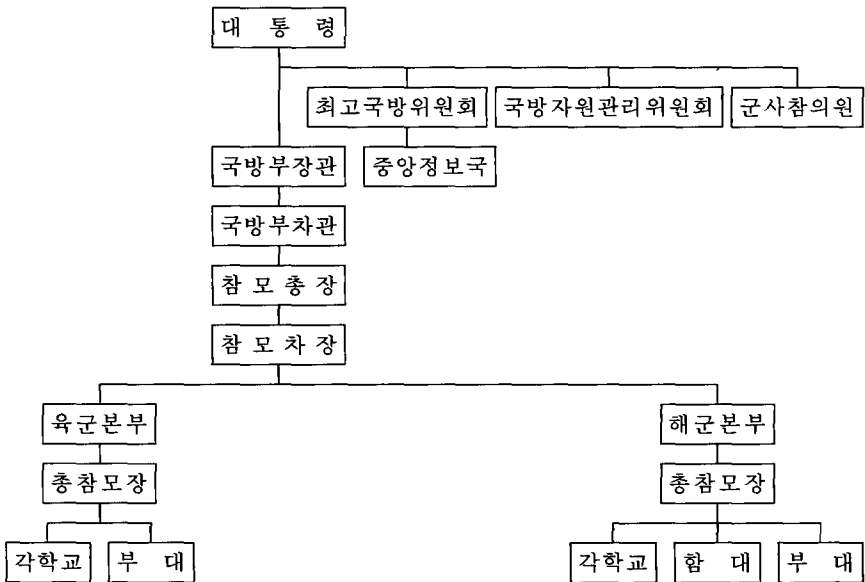 대 통 령
최고국방위원회 국방자원관리위원회 군사참의원
국방부장관 중앙정보국
국방부차관
참 모 총 장
참 모 차 장
육군본부 해군본부
총참모장 총참모장
각학교 부 대 각학교 함 대 부 대